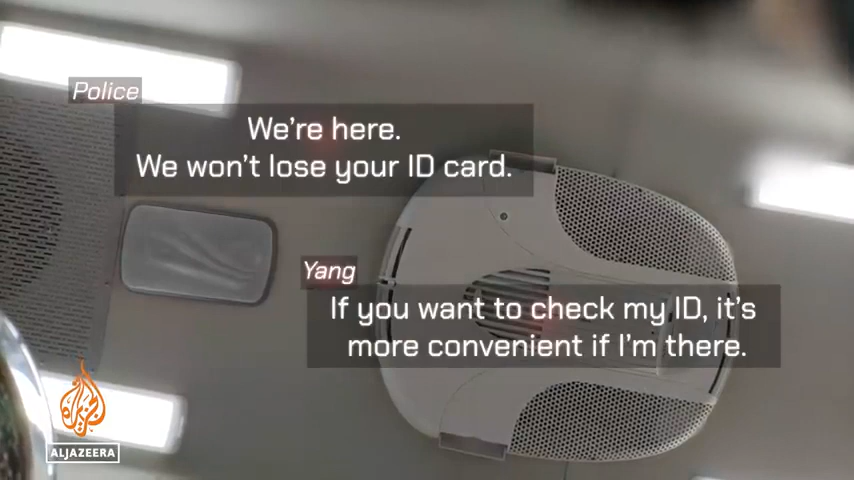 Police
We're here.
We won't lose your ID card.
Yang
If you want to check my ID, it's
more convenient if I'm there.
الجزيرة
ALJAZEERA